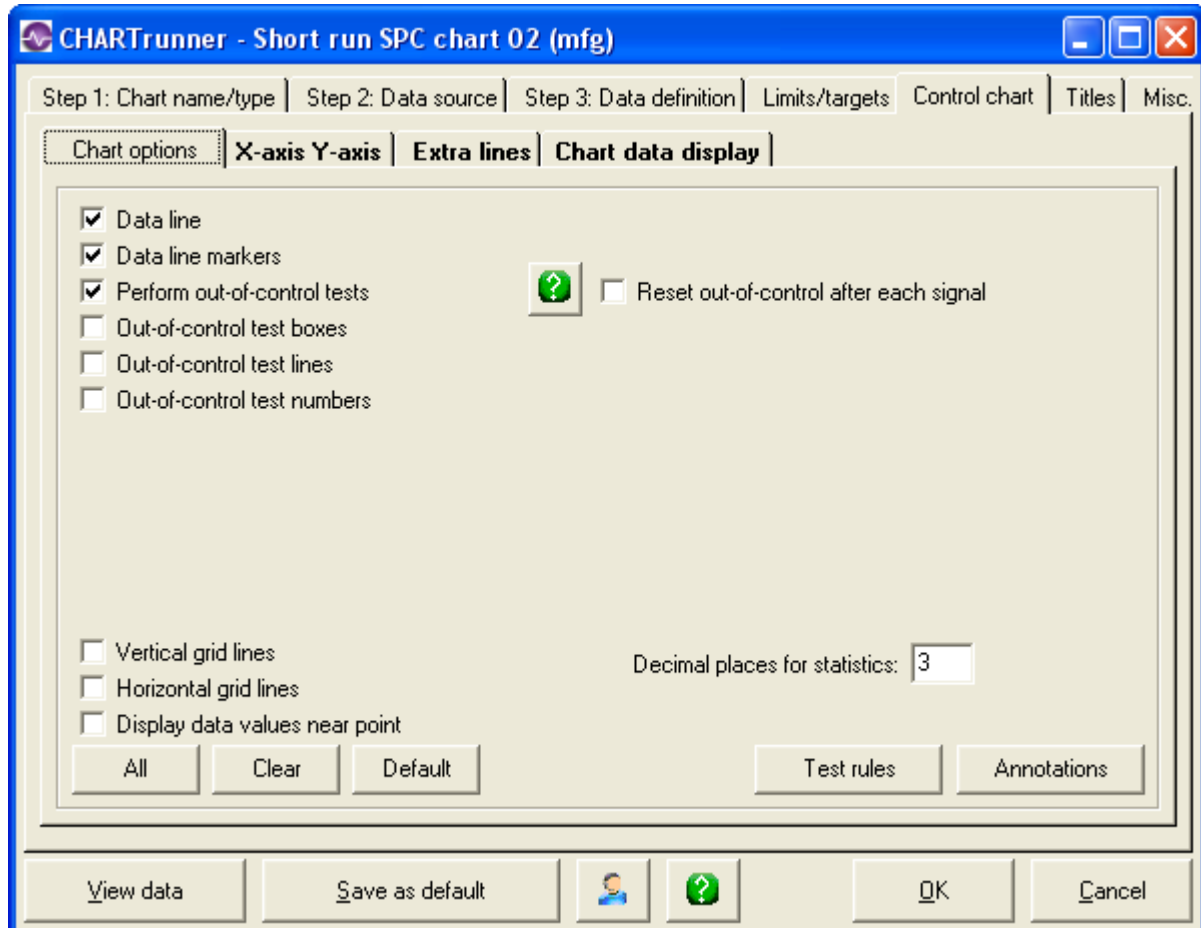 CHARTrunner - Short run SPC chart 02 (mfg)
Step 1: Chart name/type Step 2: Data source Step 3: Data definition Limits/targets Control chart Titles Misc.
Chart options X-axis Y-axis Extra lines Chart data display
Data line
Data line markers
Perform out-of-control tests ? Reset out-of-control after each signal
Out-of-control test boxes
Out-of-control test lines
Out-of-control test numbers
Vertical grid lines
Decimal places for statistics: 3
Horizontal grid lines
Display data values near point
All Clear Default Test rules Annotations
View data Save as default ? OK Cancel